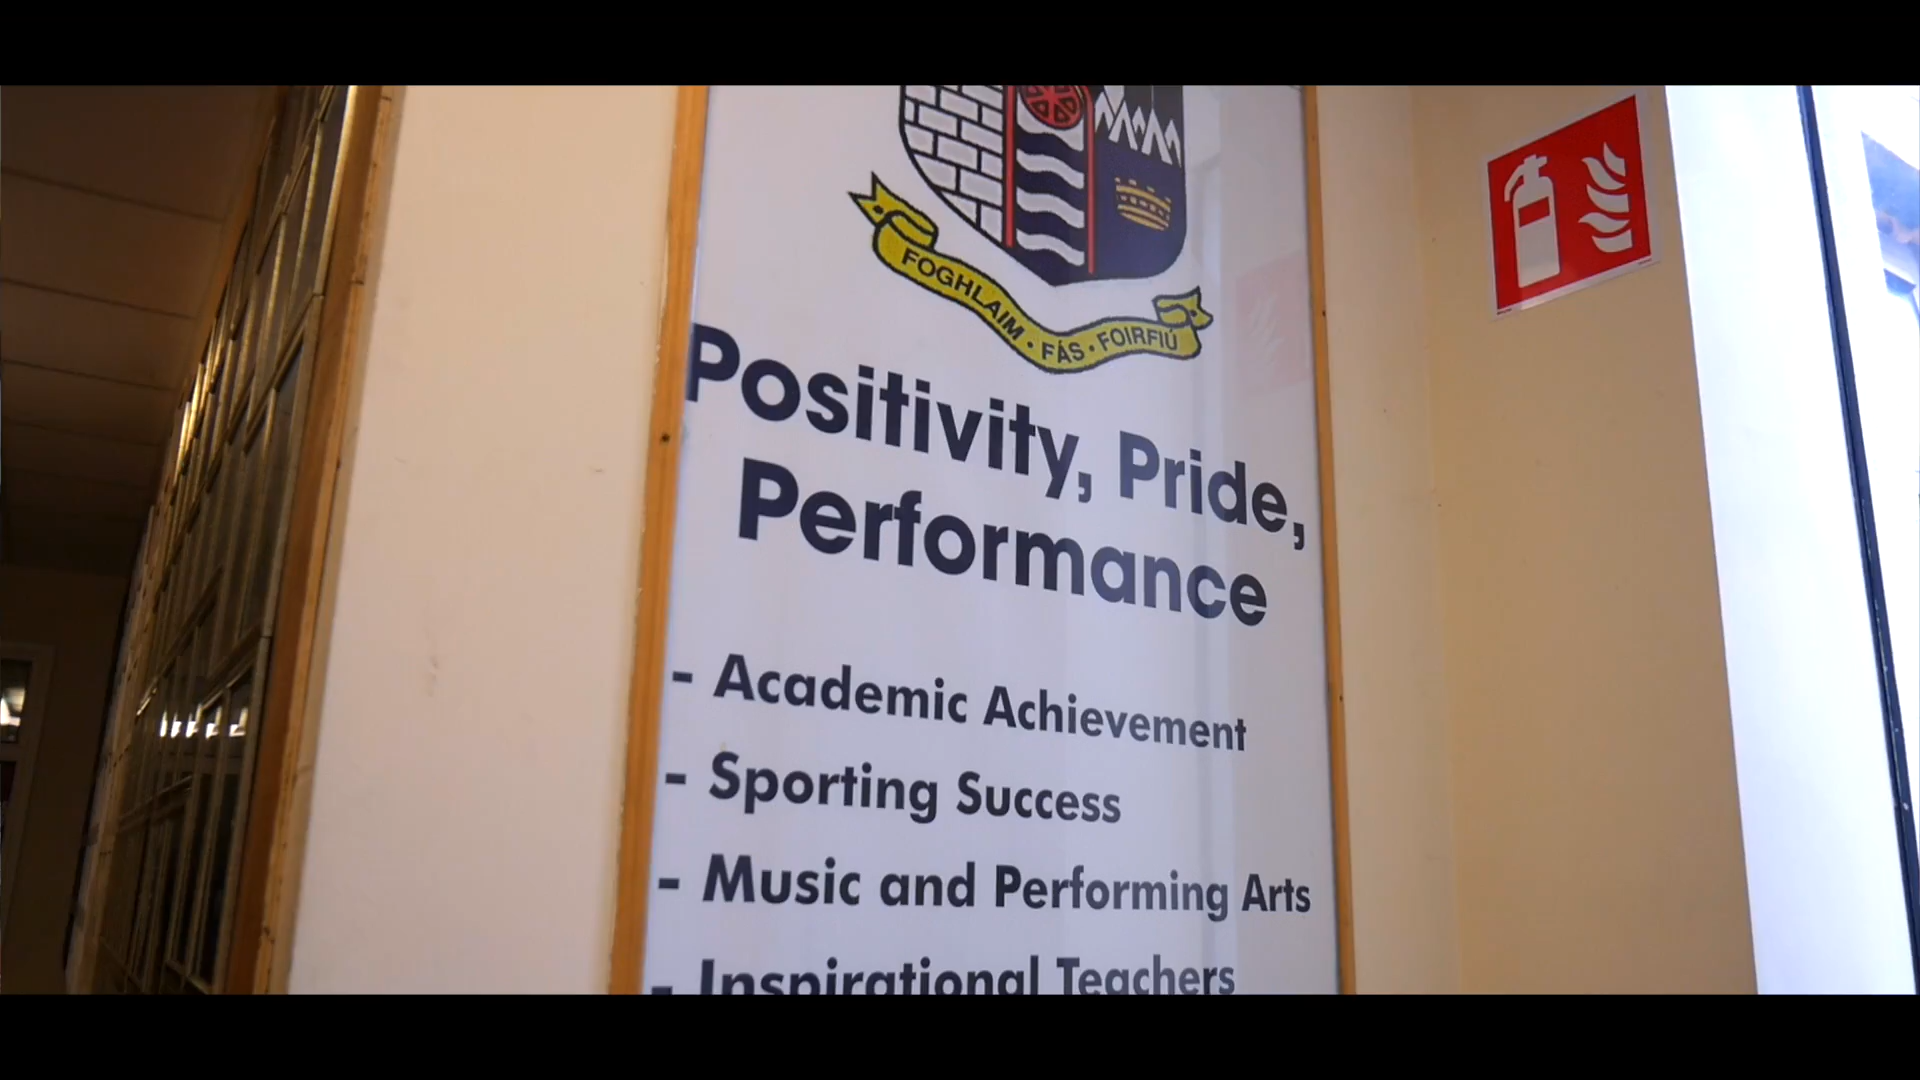 FOGHLAIM · FÁS · FOIRFIÚ
Positivity, Pride,
Performance
- Academic Achievement
- Sporting Success
- Music and Performing Arts
- Inspirational Teachers